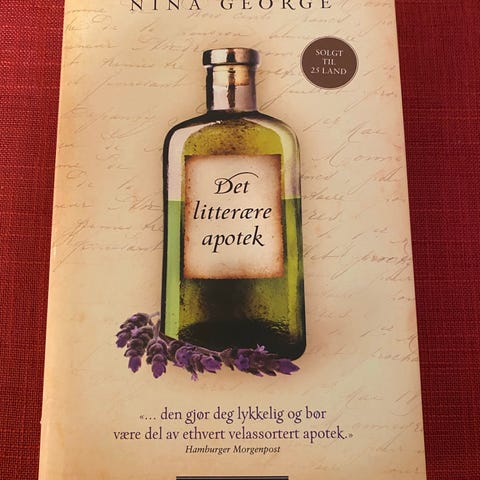 NINA GEORGE
SOLGT
TIL
25 LAND
Det
litterære
apotek
«... den gjør deg lykkelig og bør
være del av ethvert velassortert apotek.»
Hamburger Morgenpost